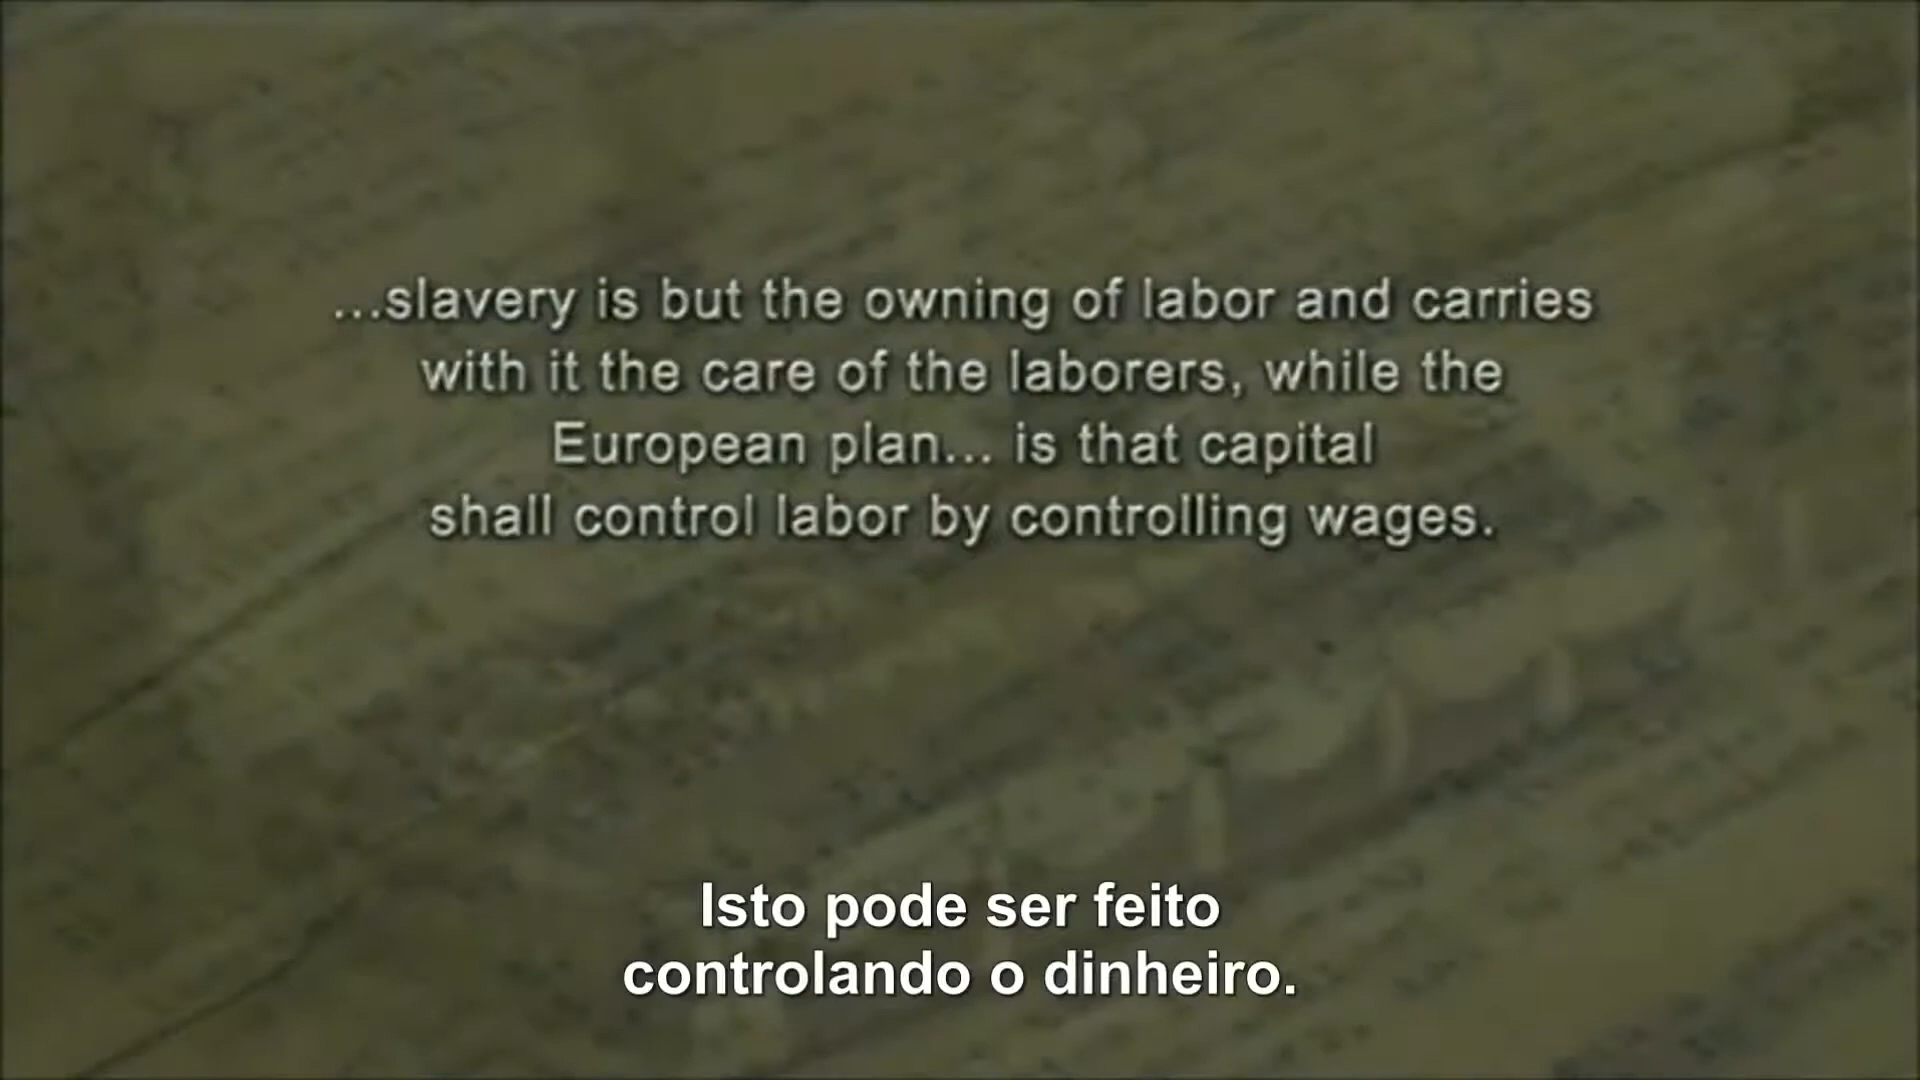 ...slavery is but the owning of labor and carries
with it the care of the laborers, while the
European plan... is that capital
shall control labor by controlling wages.
Isto pode ser feito
controlando o dinheiro.